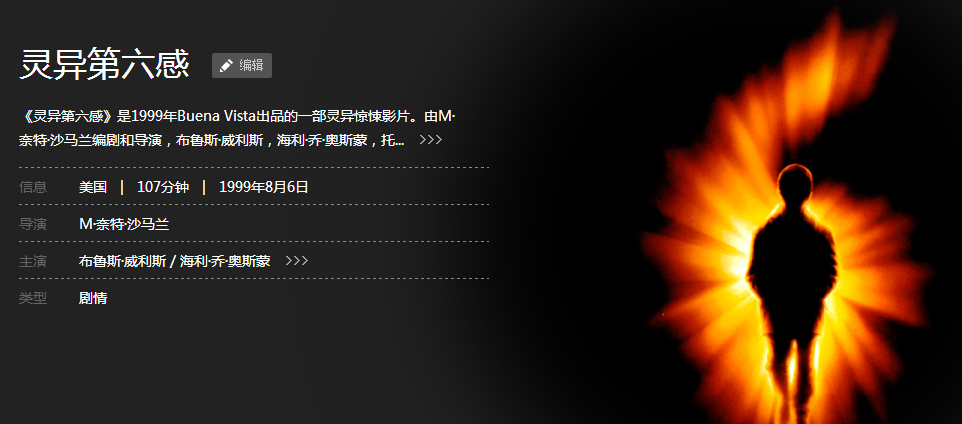 灵异第六感 编辑
《灵异第六感》是1999年Buena Vista出品的一部灵异惊悚影片。由M·
奈特·沙马兰编剧和导演，布鲁斯·威利斯，海利·乔·奥斯蒙，托... >>>
信息 美国 | 107分钟 | 1999年8月6日
导演 M·奈特·沙马兰
主演 布鲁斯·威利斯 / 海利·乔·奥斯蒙 >>>
类型 剧情